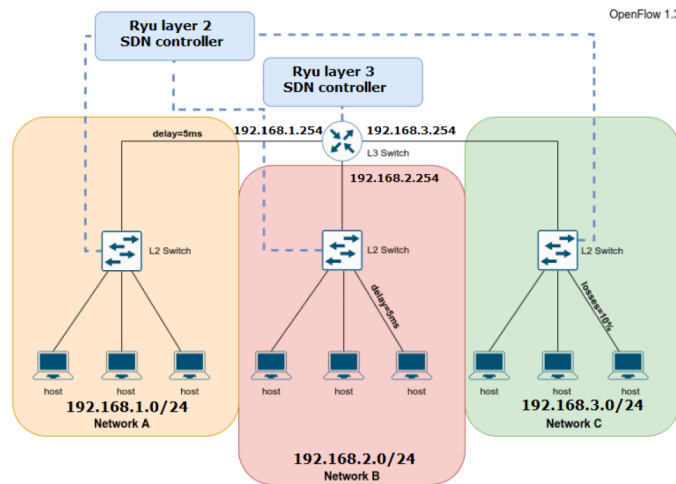 OpenFlow 1.3
Ryu layer 2
SDN controller
Ryu layer 3
SDN controller
delay=5ms
192.168.1.254
192.168.3.254
L3 Switch
192.168.2.254
L2 Switch
L2 Switch
L2 Switch
delay=5ms
losses=10%
host
host
host
host
host
host
host
host
host
192.168.1.0/24
Network A
192.168.3.0/24
Network C
192.168.2.0/24
Network B